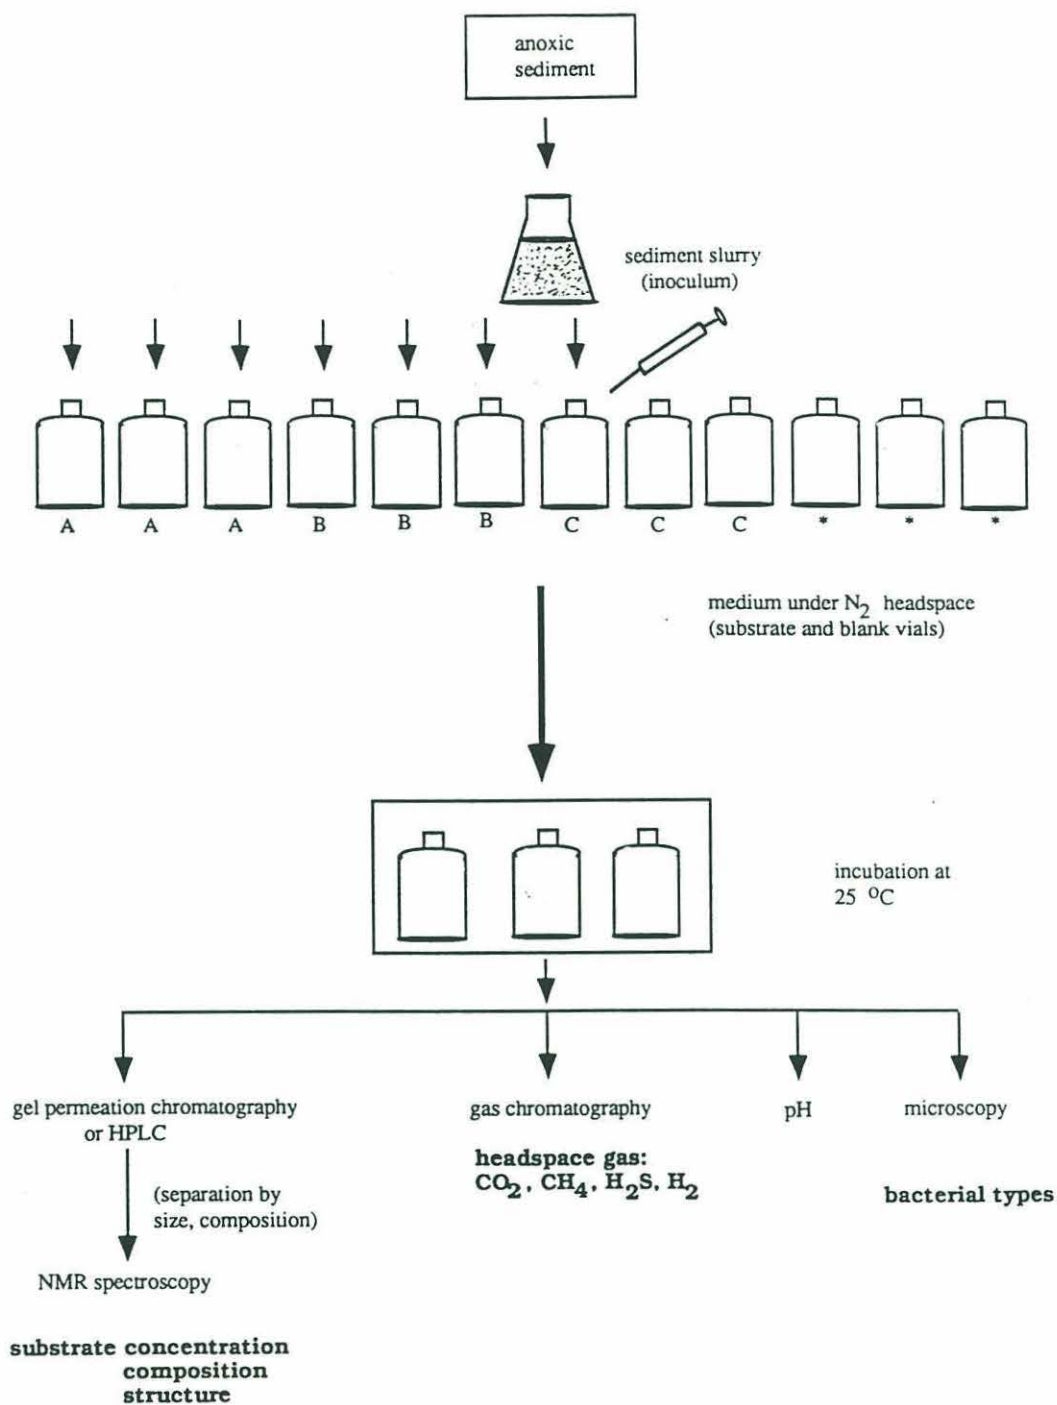 anoxic
sediment
sediment slurry
(inoculum)
A A A B B B C C C * * *
medium under N₂ headspace
(substrate and blank vials)
incubation at
25 °C
gel permeation chromatography
or HPLC
gas chromatography
pH
microscopy
headspace gas:
CO₂, CH₄, H₂S, H₂
bacterial types
(separation by
size, composition)
NMR spectroscopy
substrate concentration
composition
structure